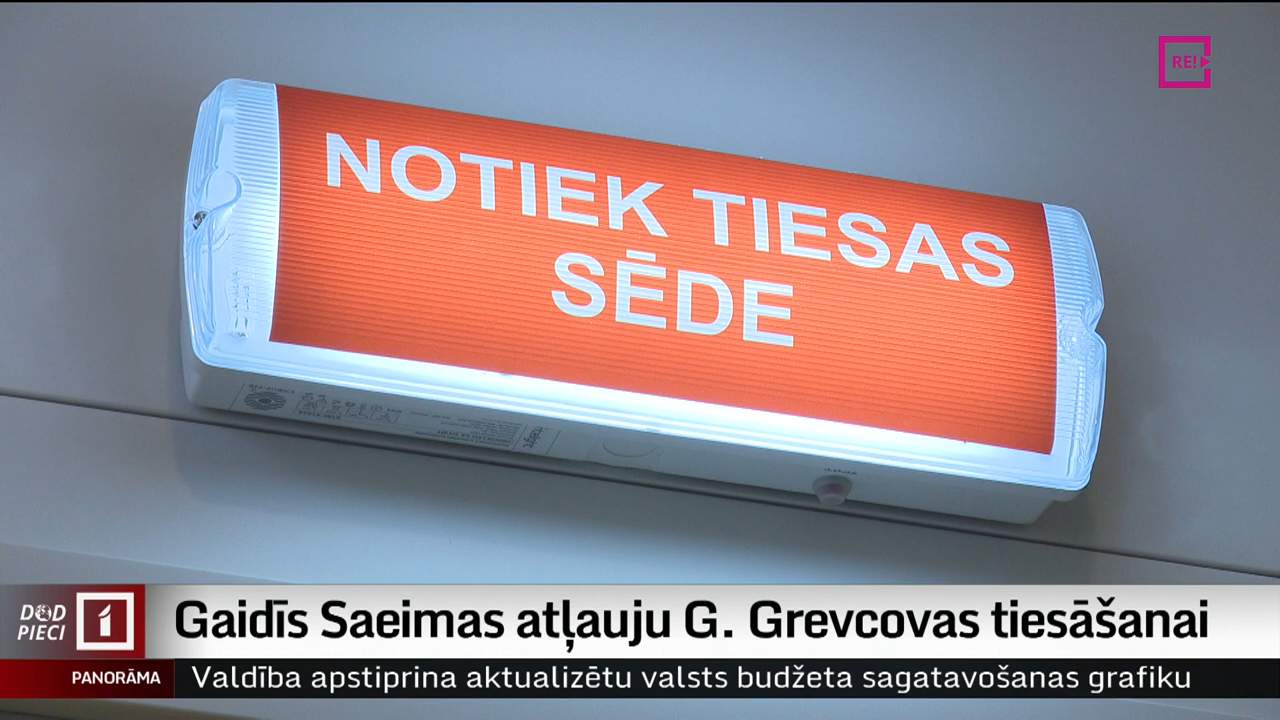 RE!
NOTIEK TIESAS
SĒDE
DOD
PIECI
1
Gaidīs Saeimas atļauju G. Grevcovas tiesāšanai
PANORĀMA
Valdība apstiprina aktualizētu valsts budžeta sagatavošanas grafiku